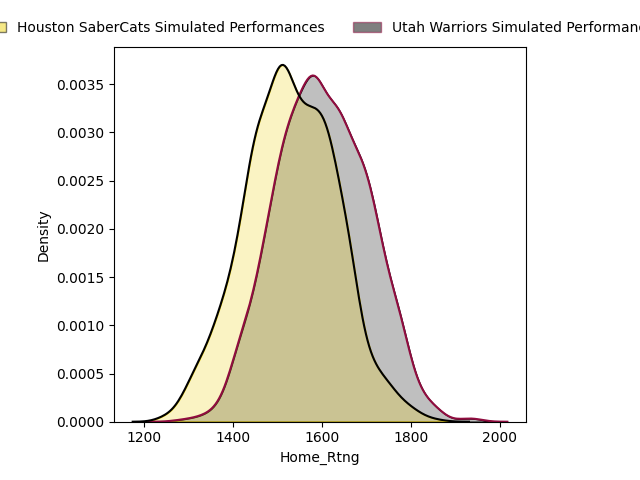 Houston SaberCats Simulated Performances
Utah Warriors Simulated
0.0035
0.0030
0.0025
0.0020
0.0015
0.0010
0.0005
0.0000
Density
1200 1400 1600 1800 2000
Home_Rtng